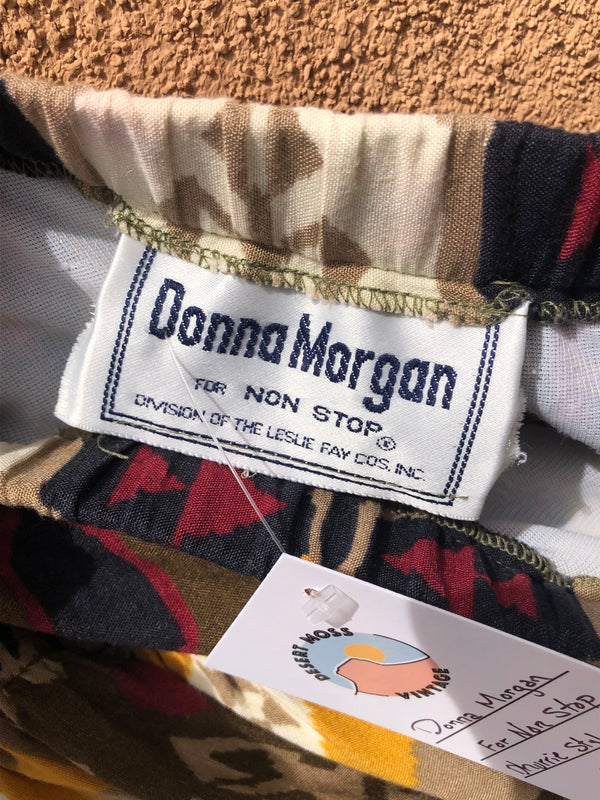 Donna Morgan
FOR NON STOP®
DIVISION OF THE LESLIE FAY COS. INC.
DESERT MOSS
VINTAGE
Donna Morgan
For Non Stop